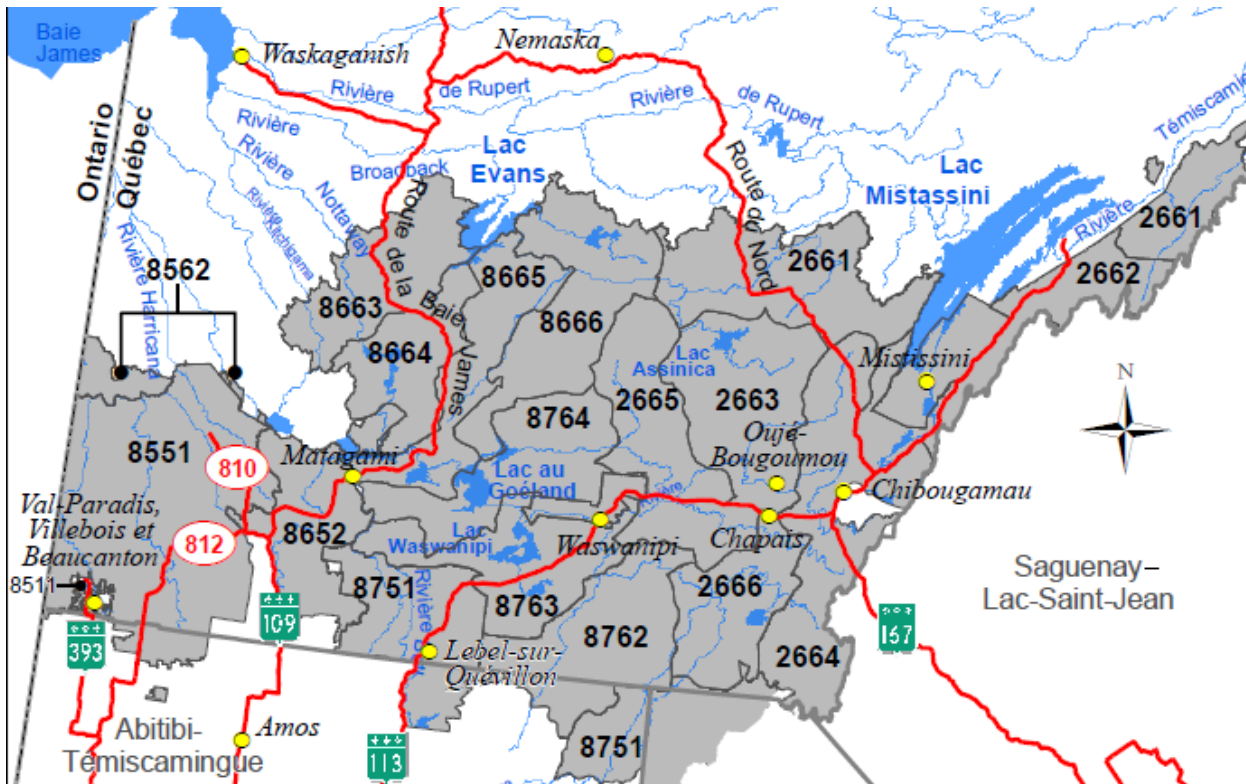 Baie
James
Waskaganish
Nemaska
Rivière
de Rupert
Rivière
de Rupert
Témiscamie
Ontario
Québec
Rivière
Rivière
Broadback
Nottaway
Lac
Evans
Route de la
Baie-James
Route du Nord
Lac
Mistassini
Rivière
2661
2662
2661
Rivière Harricana
8562
8663
8664
8665
8666
Lac
Assinica
2665
2663
Mistissini
8764
Oujé-
Bougoumou
8551
810
Matagami
Lac au
Goéland
Chibougamau
Val-Paradis,
Villebois et
Beaucanton
812
8652
Lac
Waswanipi
Waswanipi
Rivière
Chapais
8511
8751
Rivière
8763
2666
Saguenay–
Lac-Saint-Jean
393
109
Lebel-sur-
Quévillon
8762
2664
167
Abitibi-
Témiscamingue
Amos
113
8751
N